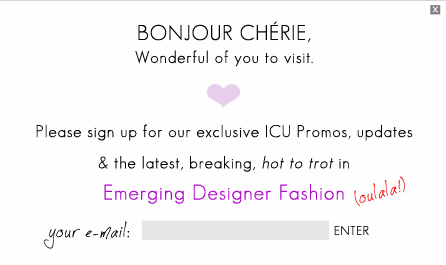 BONJOUR CHÉRIE,
Wonderful of you to visit.
Please sign up for our exclusive ICU Promos, updates
& the latest, breaking, hot to trot in
Emerging Designer Fashion (oulala!)
your e-mail: ENTER